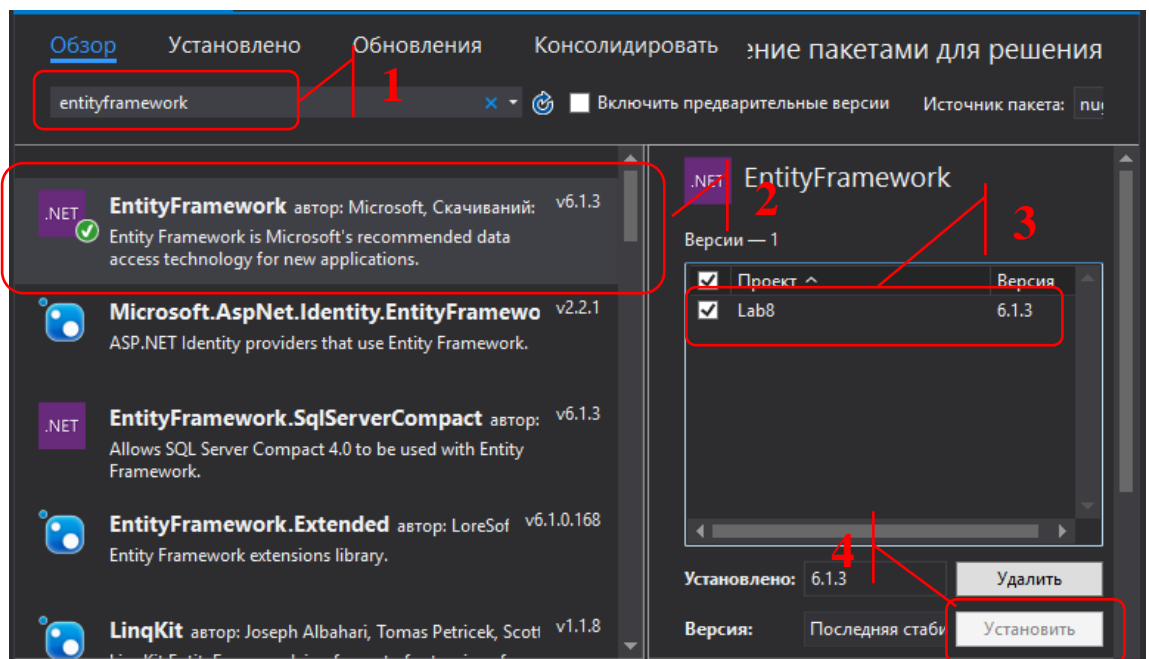 Обзор Установлено Обновления Консолидировать ение пакетами для решения
1
entityframework Включить предварительные версии Источник пакета: nug
.NET EntityFramework автор: Microsoft, Скачиваний: v6.1.3
Entity Framework is Microsoft's recommended data
access technology for new applications.
Microsoft.AspNet.Identity.EntityFramewo v2.2.1
ASP.NET Identity providers that use Entity Framework.
.NET EntityFramework.SqlServerCompact автор: v6.1.3
Allows SQL Server Compact 4.0 to be used with Entity
Framework.
EntityFramework.Extended автор: LoreSof v6.1.0.168
Entity Framework extensions library.
LinqKit автор: Joseph Albahari, Tomas Petricek, Scott v1.1.8
.NET EntityFramework
2
3
Версии — 1
Проект Версия
Lab8 6.1.3
4
Установлено: 6.1.3 Удалить
Версия: Последняя стаби Установить